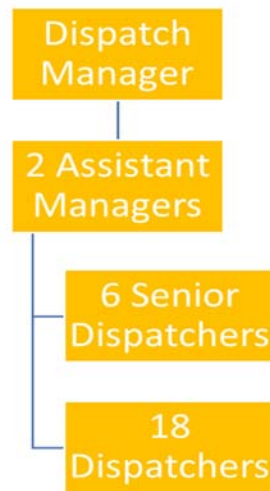 Dispatch
Manager
2 Assistant
Managers
6 Senior
Dispatchers
18
Dispatchers